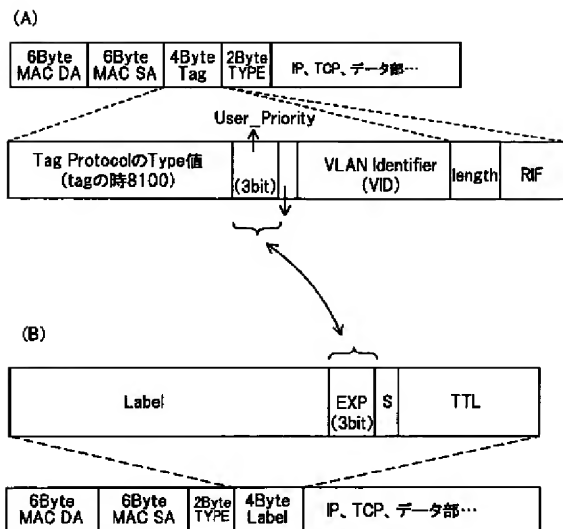 (A)
6Byte MAC DA
6Byte MAC SA
4Byte Tag
2Byte TYPE
IP、TCP、データ部…
User_Priority
Tag ProtocolのType値
(tagの時8100)
(3bit)
VLAN Identifier
(VID)
length
RIF
(B)
Label
EXP
(3bit)
S
TTL
6Byte MAC DA
6Byte MAC SA
2Byte TYPE
4Byte Label
IP、TCP、データ部…